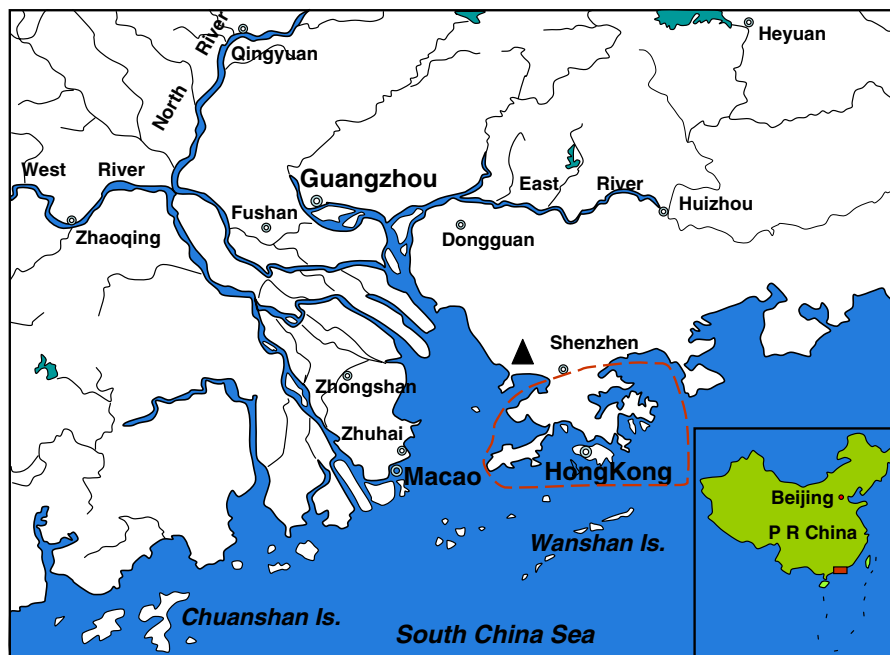 River
Qingyuan
Heyuan
North
West
River
Guangzhou
East
River
Fushan
Huizhou
Zhaoqing
Dongguan
Shenzhen
Zhongshan
Zhuhai
Macao
HongKong
Beijing
P R China
Wanshan Is.
Chuanshan Is.
South China Sea